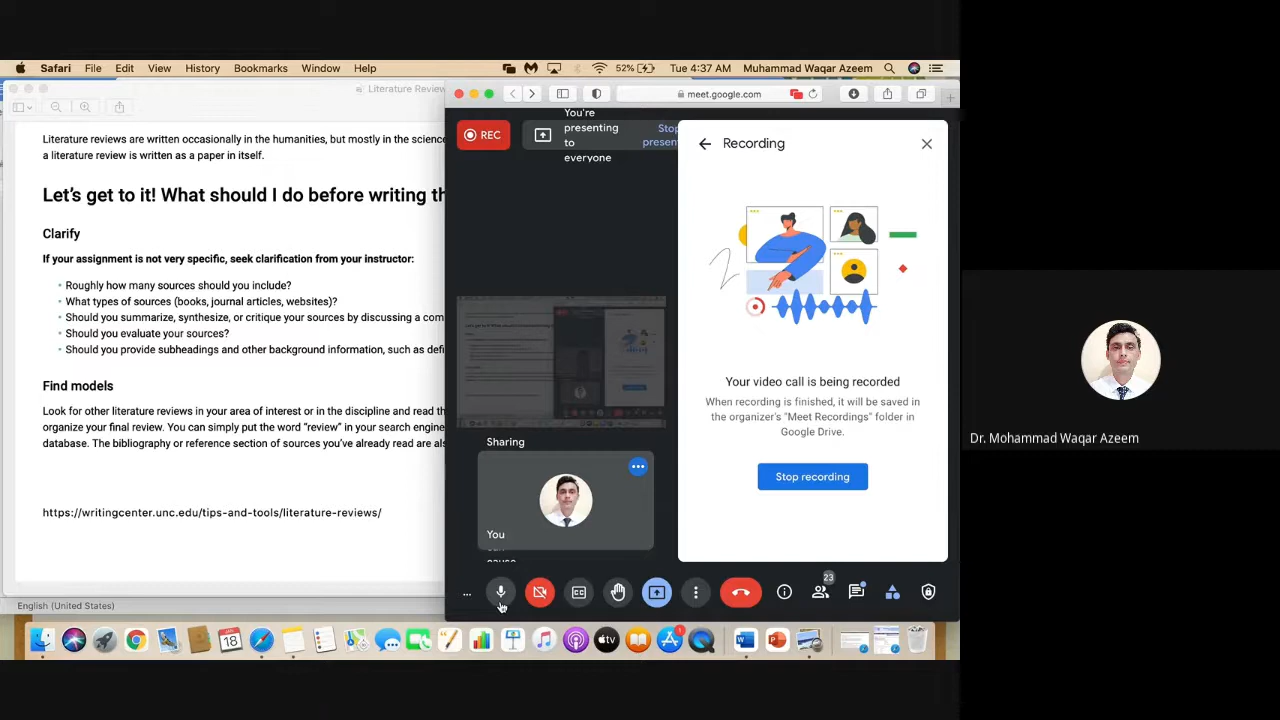 Safari File Edit View History Bookmarks Window Help 52% Tue 4:37 AM Muhammad Waqar Azeem
Literature Review
Literature reviews are written occasionally in the humanities, but mostly in the science
a literature review is written as a paper in itself.
Let's get to it! What should I do before writing th
Clarify
If your assignment is not very specific, seek clarification from your instructor:
• Roughly how many sources should you include?
• What types of sources (books, journal articles, websites)?
• Should you summarize, synthesize, or critique your sources by discussing a com
• Should you evaluate your sources?
• Should you provide subheadings and other background information, such as defi
Find models
Look for other literature reviews in your area of interest or in the discipline and read th
organize your final review. You can simply put the word "review" in your search engine
database. The bibliography or reference section of sources you've already read are als
https://writingcenter.unc.edu/tips-and-tools/literature-reviews/
English (United States)
meet.google.com
REC
You're
presenting
to
everyone
Stop
presen
Recording
Your video call is being recorded
When recording is finished, it will be saved in
the organizer's "Meet Recordings" folder in
Google Drive.
Stop recording
Sharing
You
23
18
Dr. Mohammad Waqar Azeem